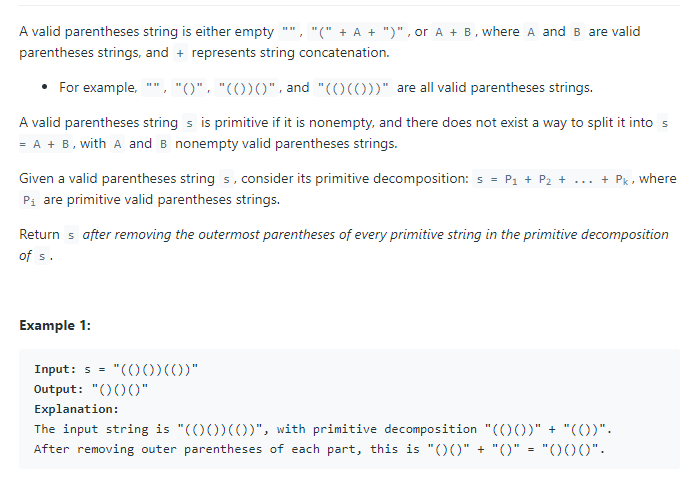 A valid parentheses string is either empty "", "(" + A + ")", or A + B, where A and B are valid
parentheses strings, and + represents string concatenation.
• For example, "", "()", "(())()", and "(()(()))" are all valid parentheses strings.
A valid parentheses string s is primitive if it is nonempty, and there does not exist a way to split it into s
= A + B, with A and B nonempty valid parentheses strings.
Given a valid parentheses string s, consider its primitive decomposition: s = P₁ + P₂ + ... + Pₖ, where
Pᵢ are primitive valid parentheses strings.
Return s after removing the outermost parentheses of every primitive string in the primitive decomposition
of s.
Example 1:
Input: s = "(()())(())"
Output: "()()()"
Explanation:
The input string is "(()())(())", with primitive decomposition "(()())" + "(())".
After removing outer parentheses of each part, this is "()()" + "()" = "()()()".